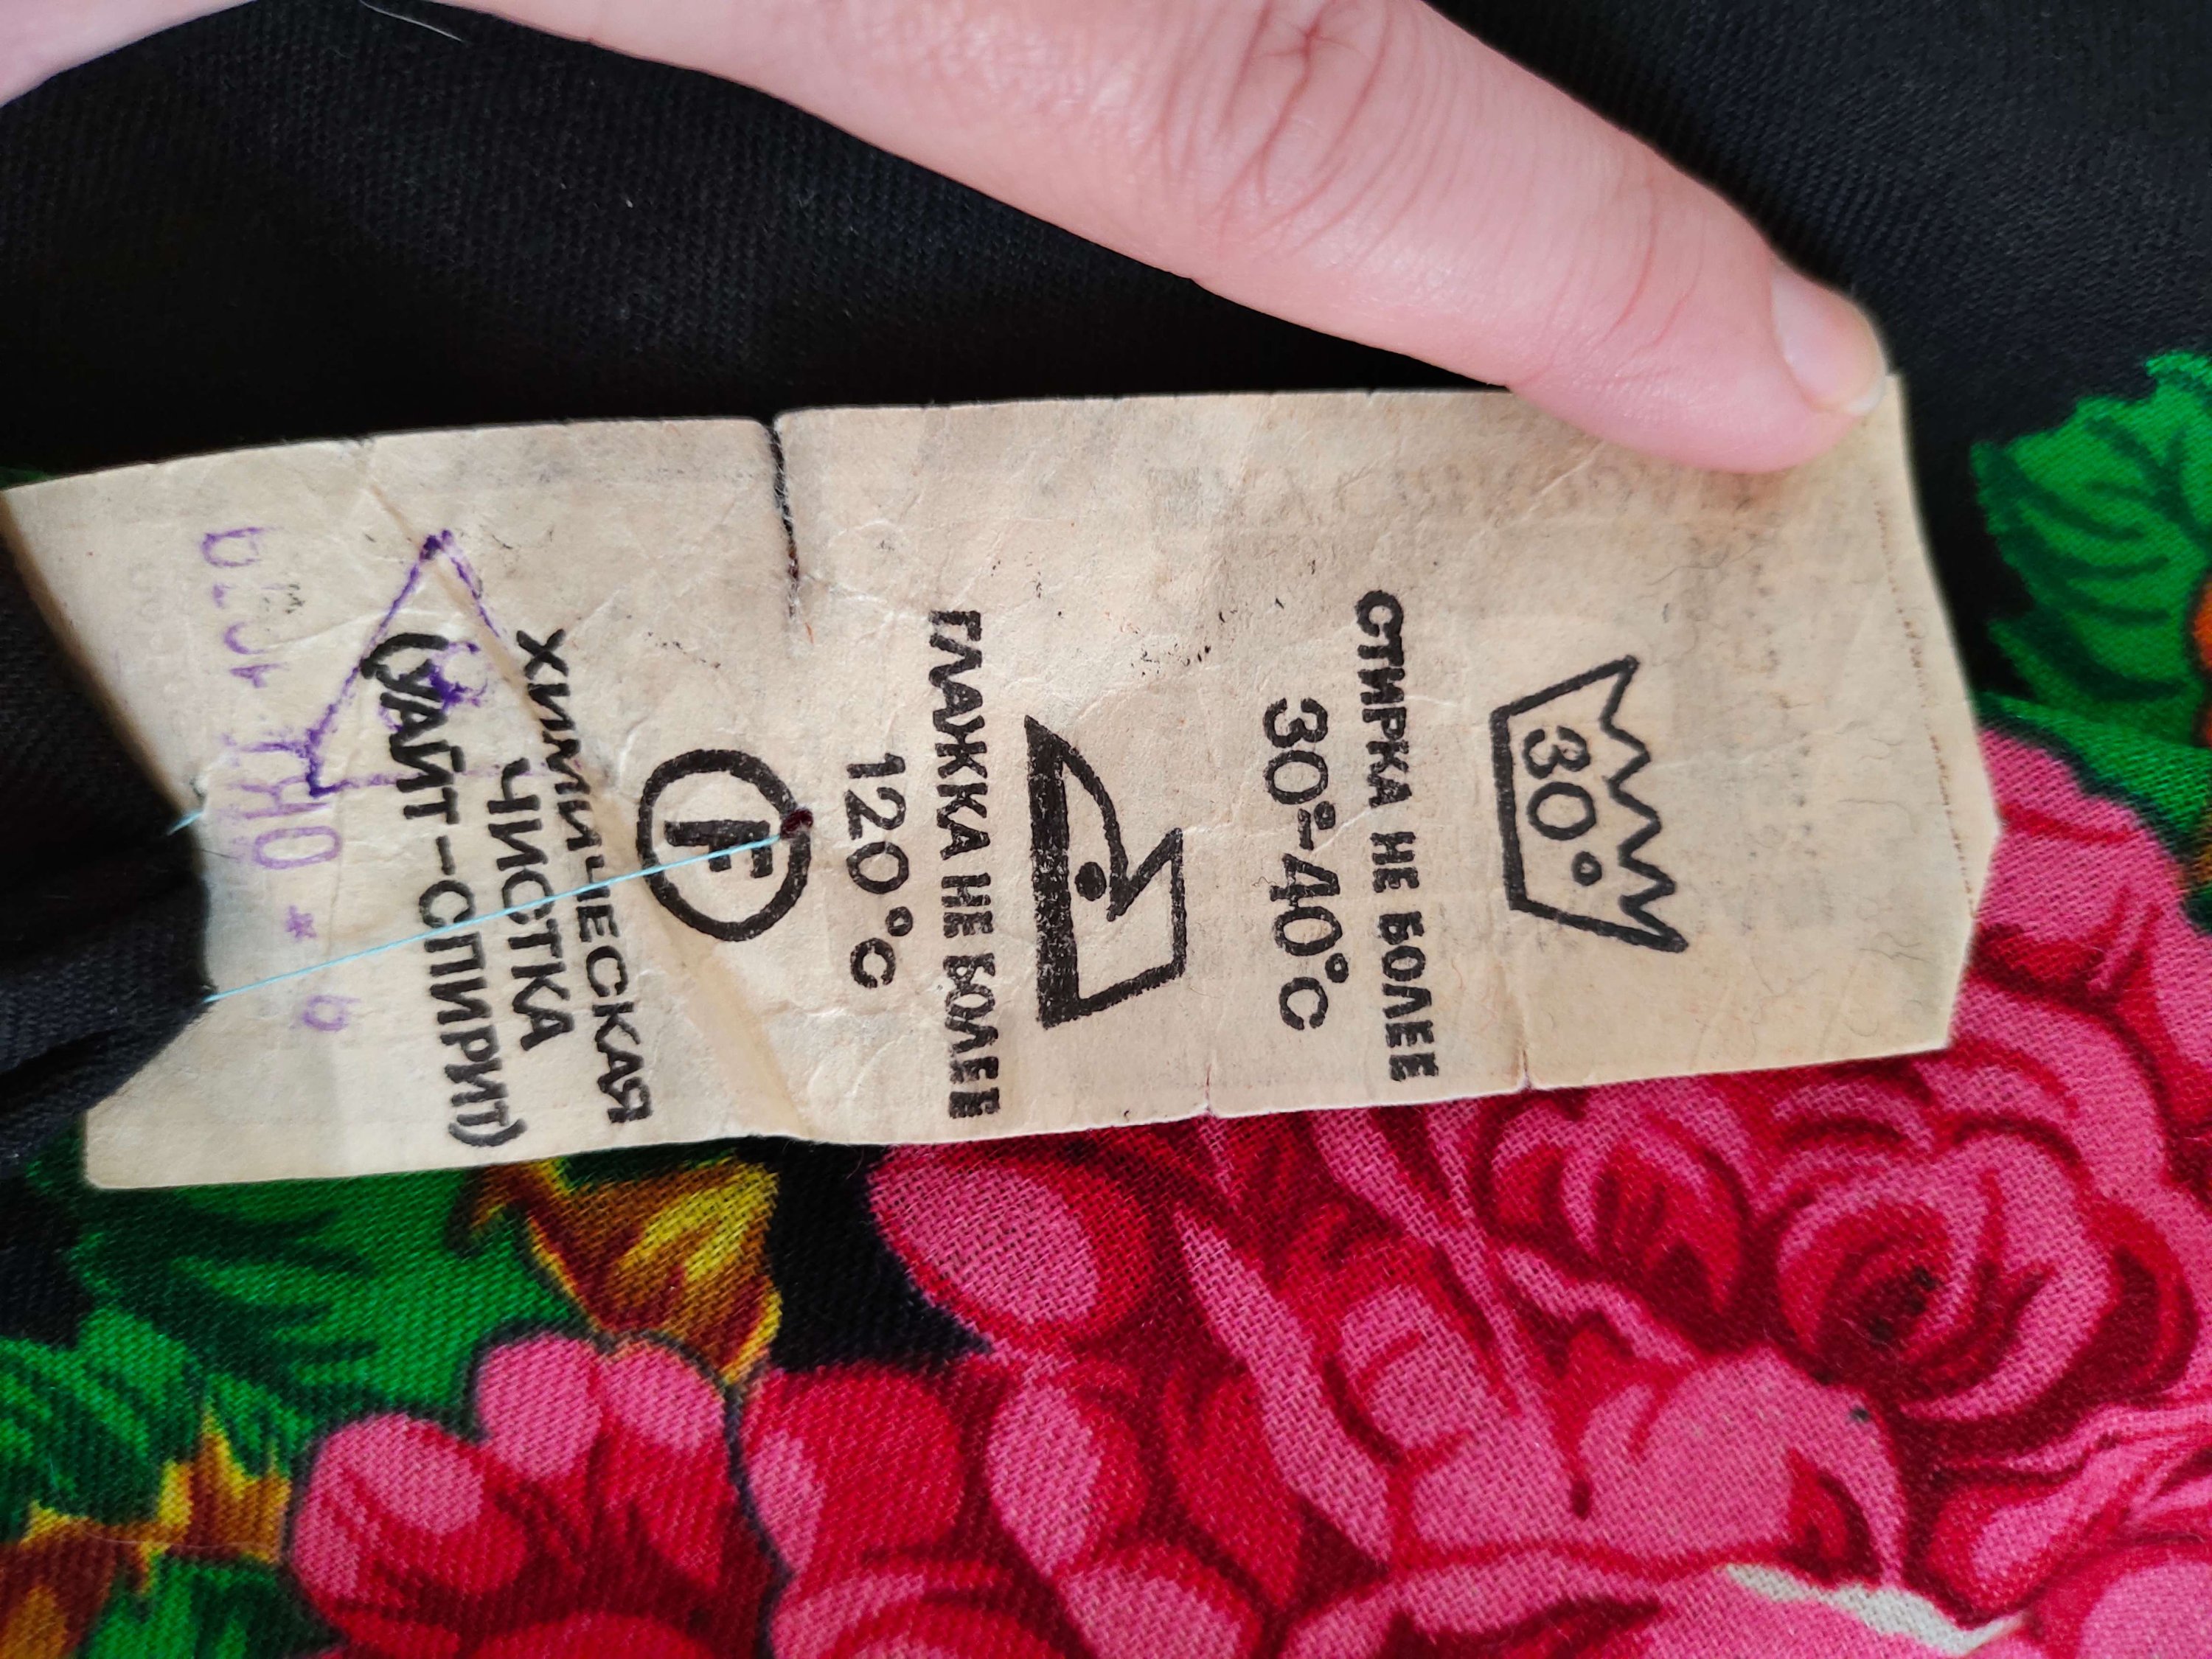 30°
СТИРКА НЕ БОЛЕЕ
30°-40°С
ГЛАЖКА НЕ БОЛЕЕ
120°С
F
ХИМИЧЕСКАЯ
ЧИСТКА
(УАЙТ-СПИРИТ)